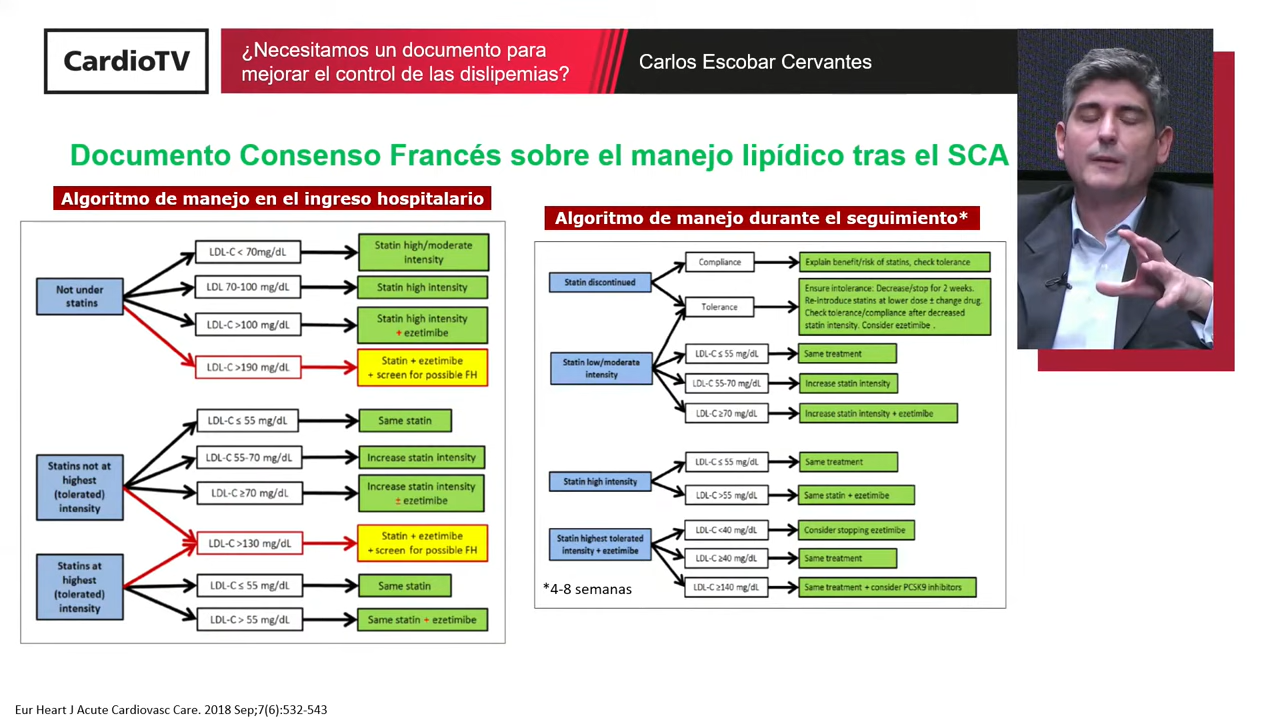 CardioTV
¿Necesitamos un documento para
mejorar el control de las dislipemias?
Carlos Escobar Cervantes
Documento Consenso Francés sobre el manejo lipídico tras el SCA
Algoritmo de manejo en el ingreso hospitalario
Not under
statins
LDL-C < 70mg/dL
Statin high/moderate
intensity
LDL 70-100 mg/dL
Statin high intensity
LDL-C >100 mg/dL
Statin high intensity
+ ezetimibe
LDL-C >190 mg/dL
Statin + ezetimibe
+ screen for possible FH
Statins not at
highest
(tolerated)
intensity
LDL-C ≤ 55 mg/dL
Same statin
LDL-C 55-70 mg/dL
Increase statin intensity
LDL-C ≥70 mg/dL
Increase statin intensity
± ezetimibe
LDL-C >130 mg/dL
Statin + ezetimibe
+ screen for possible FH
Statins at
highest
(tolerated)
intensity
LDL-C ≤ 55 mg/dL
Same statin
LDL-C > 55 mg/dL
Same statin + ezetimibe
Algoritmo de manejo durante el seguimiento*
Statin discontinued
Compliance
Explain benefit/risk of statins, check tolerance
Tolerance
Ensure intolerance: Decrease/stop for 2 weeks.
Re-introduce statins at lower dose ± change drug.
Check tolerance/compliance after decreased
statin intensity. Consider ezetimibe .
Statin low/moderate
intensity
LDL-C ≤ 55 mg/dL
Same treatment
LDL-C 55-70 mg/dL
Increase statin intensity
LDL-C ≥70 mg/dL
Increase statin intensity + ezetimibe
Statin high intensity
LDL-C ≤ 55 mg/dL
Same treatment
LDL-C >55 mg/dL
Same statin + ezetimibe
Statin highest tolerated
intensity + ezetimibe
LDL-C <40 mg/dL
Consider stopping ezetimibe
LDL-C ≥40 mg/dL
Same treatment
LDL-C ≥140 mg/dL
Same treatment + consider PCSK9 inhibitors
*4-8 semanas
Eur Heart J Acute Cardiovasc Care. 2018 Sep;7(6):532-543